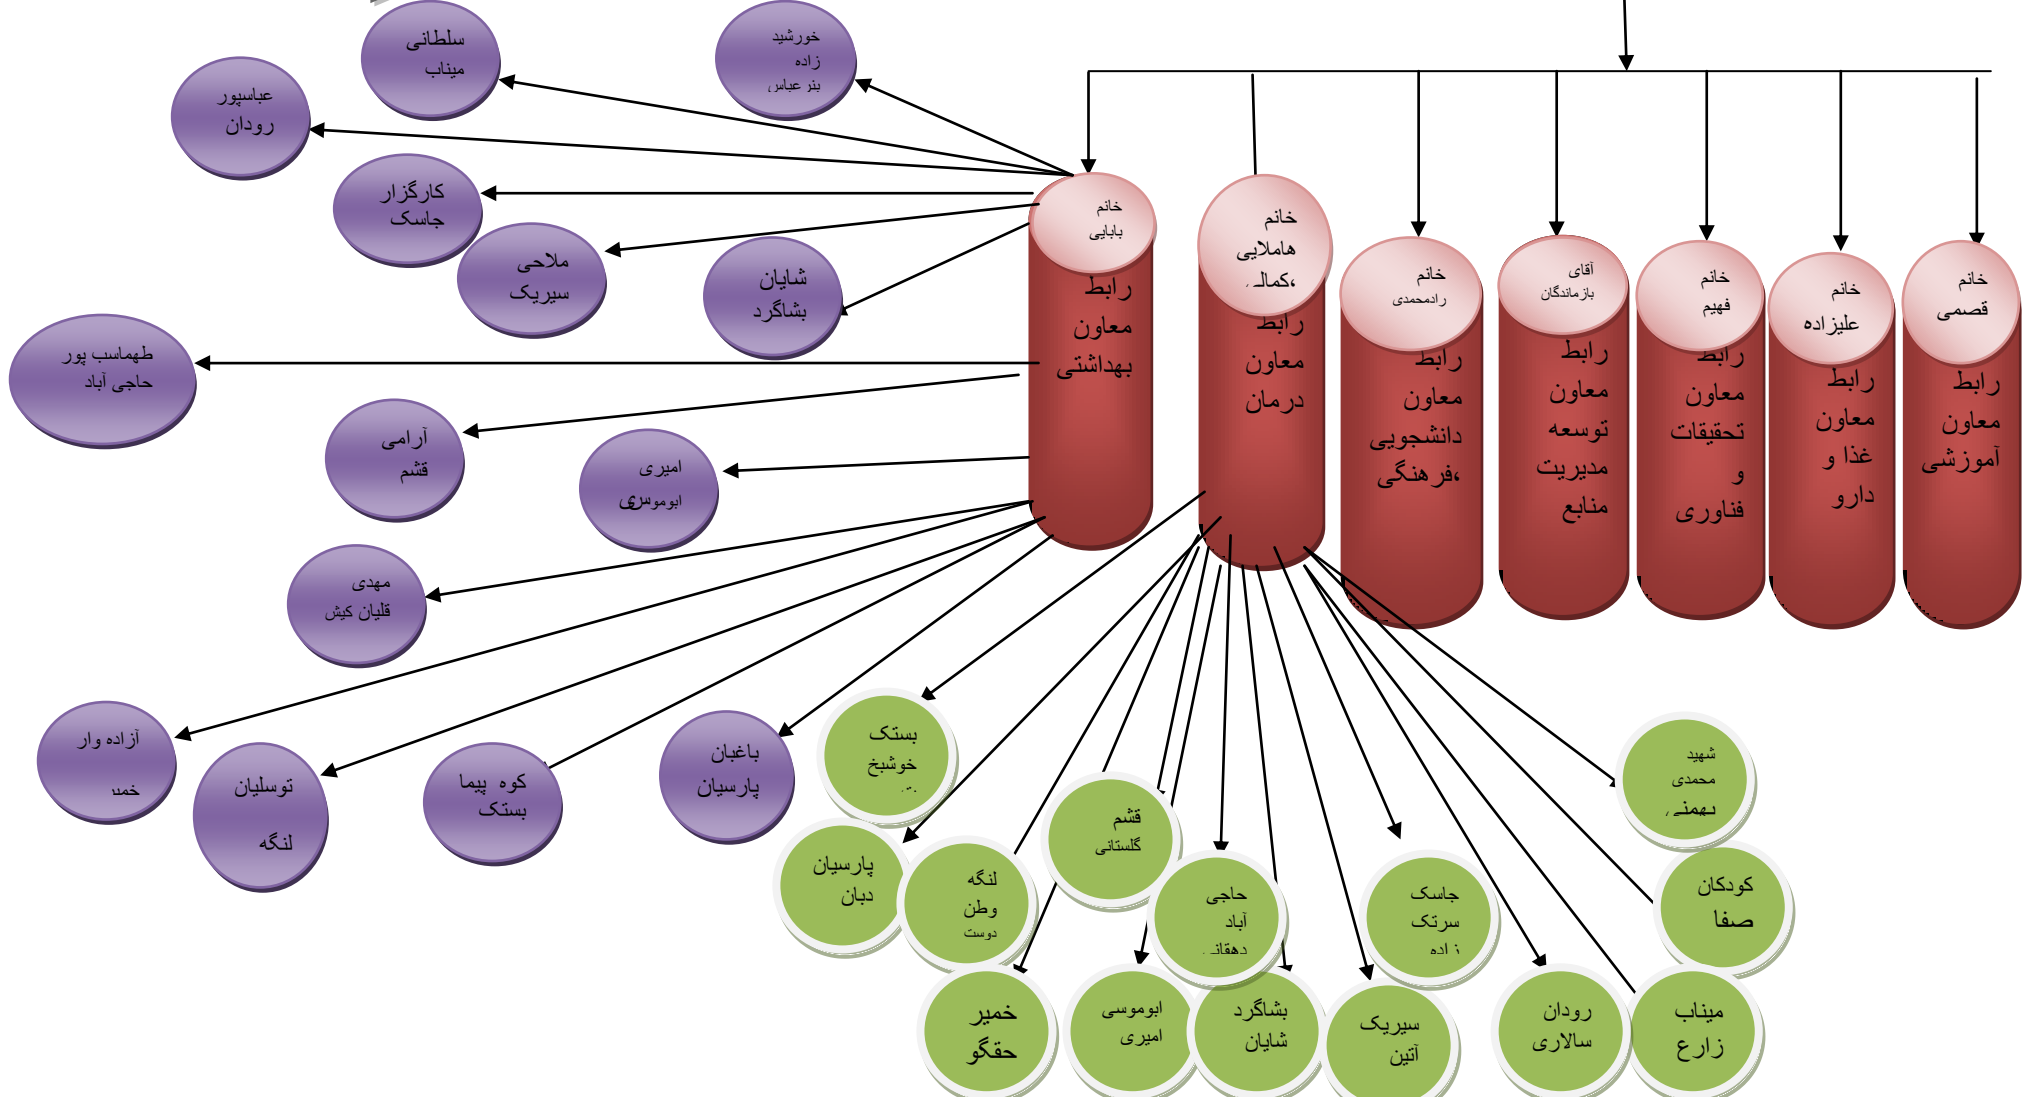 خورشید
زاده
بندرعباس
سلطانی
میناب
عباسپور
رودان
کارگزار
جاسک
ملاحی
سیریک
شایان
بشاگرد
طهماسب پور
حاجی آباد
آرامی
قشم
امیری
ابوموسی
مهدی
قلیان کیش
آزاده وار
خمیر
توسلیان
لنگه
کوه پیما
بستک
باغبان
پارسیان
خانم
قصمی
رابط
معاون
آموزشی
خانم
علیزاده
رابط
معاون
غذا و
دارو
خانم
فهیم
رابط
معاون
تحقیقات
و
فناوری
آقای
بازماندگان
رابط
معاون
توسعه
مدیریت
منابع
خانم
رادمحمدی
رابط
معاون
دانشجویی
،فرهنگی
خانم
هاملایی
،کمالی
رابط
معاون
درمان
خانم
بابایی
رابط
معاون
بهداشتی
شهید
محمدی
بهمنی
کودکان
صفا
میناب
زارع
رودان
سالاری
جاسک
سرتک
زاده
سیریک
آتین
حاجی
آباد
دهقانی
بشاگرد
شایان
ابوموسی
امیری
قشم
گلستانی
خمیر
حقگو
لنگه
وطن
دوست
پارسیان
دبان
بستک
خوشبخ